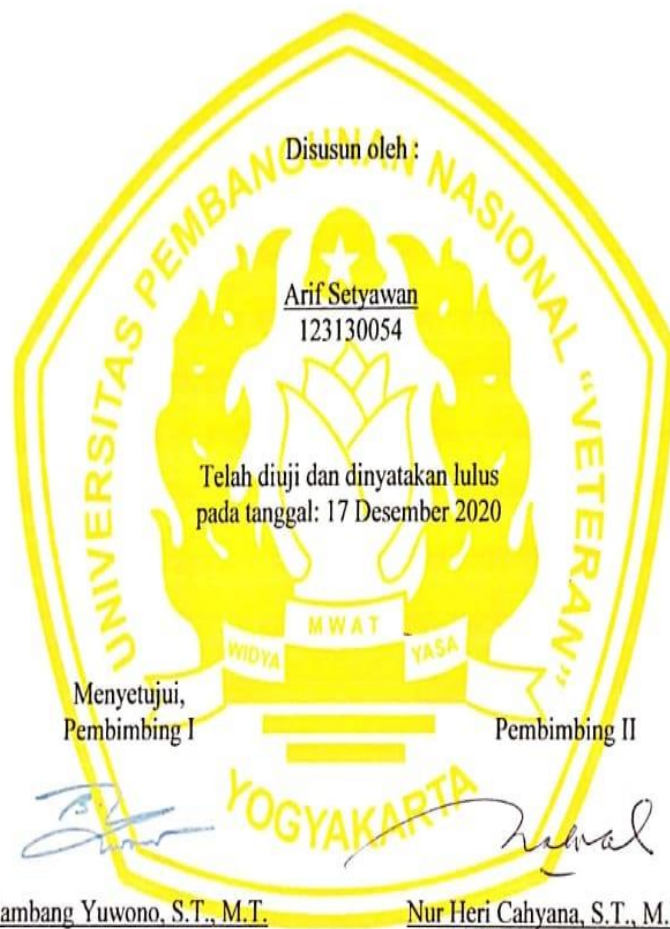 Disusun oleh :
UNIVERSITAS PEMBANGUNAN NASIONAL "VETERAN"
Arif Setyawan
123130054
Telah diuji dan dinyatakan lulus
pada tanggal: 17 Desember 2020
WIDYA MWAT YASA
Menyetujui,
Pembimbing I
Pembimbing II
YOGYAKARTA
ambang Yuwono, S.T., M.T.
Nur Heri Cahyana, S.T., M.